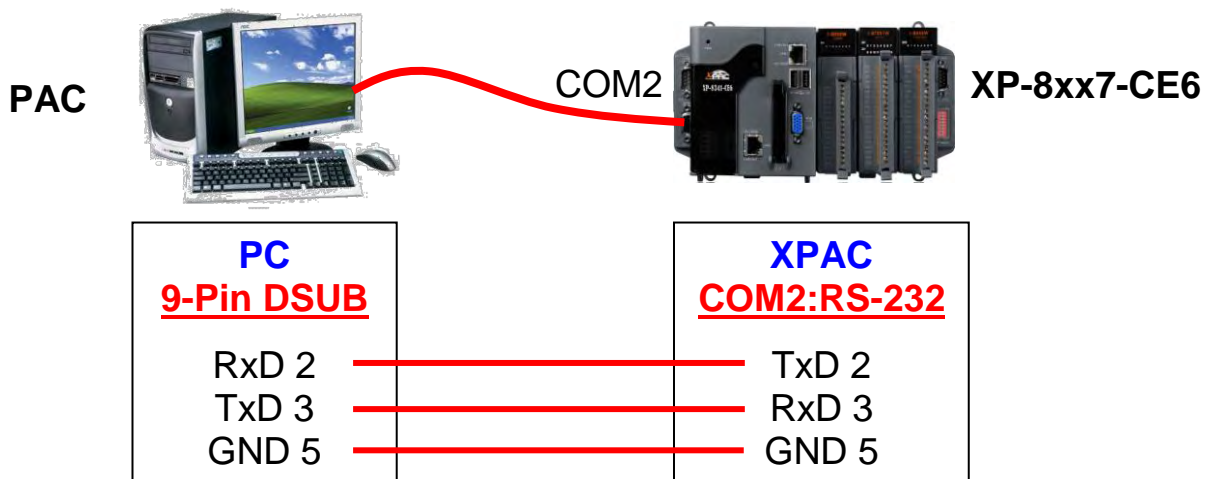 PAC
COM2
XP-8xx7-CE6
PC
9-Pin DSUB
RxD 2
TxD 3
GND 5
XPAC
COM2:RS-232
TxD 2
RxD 3
GND 5